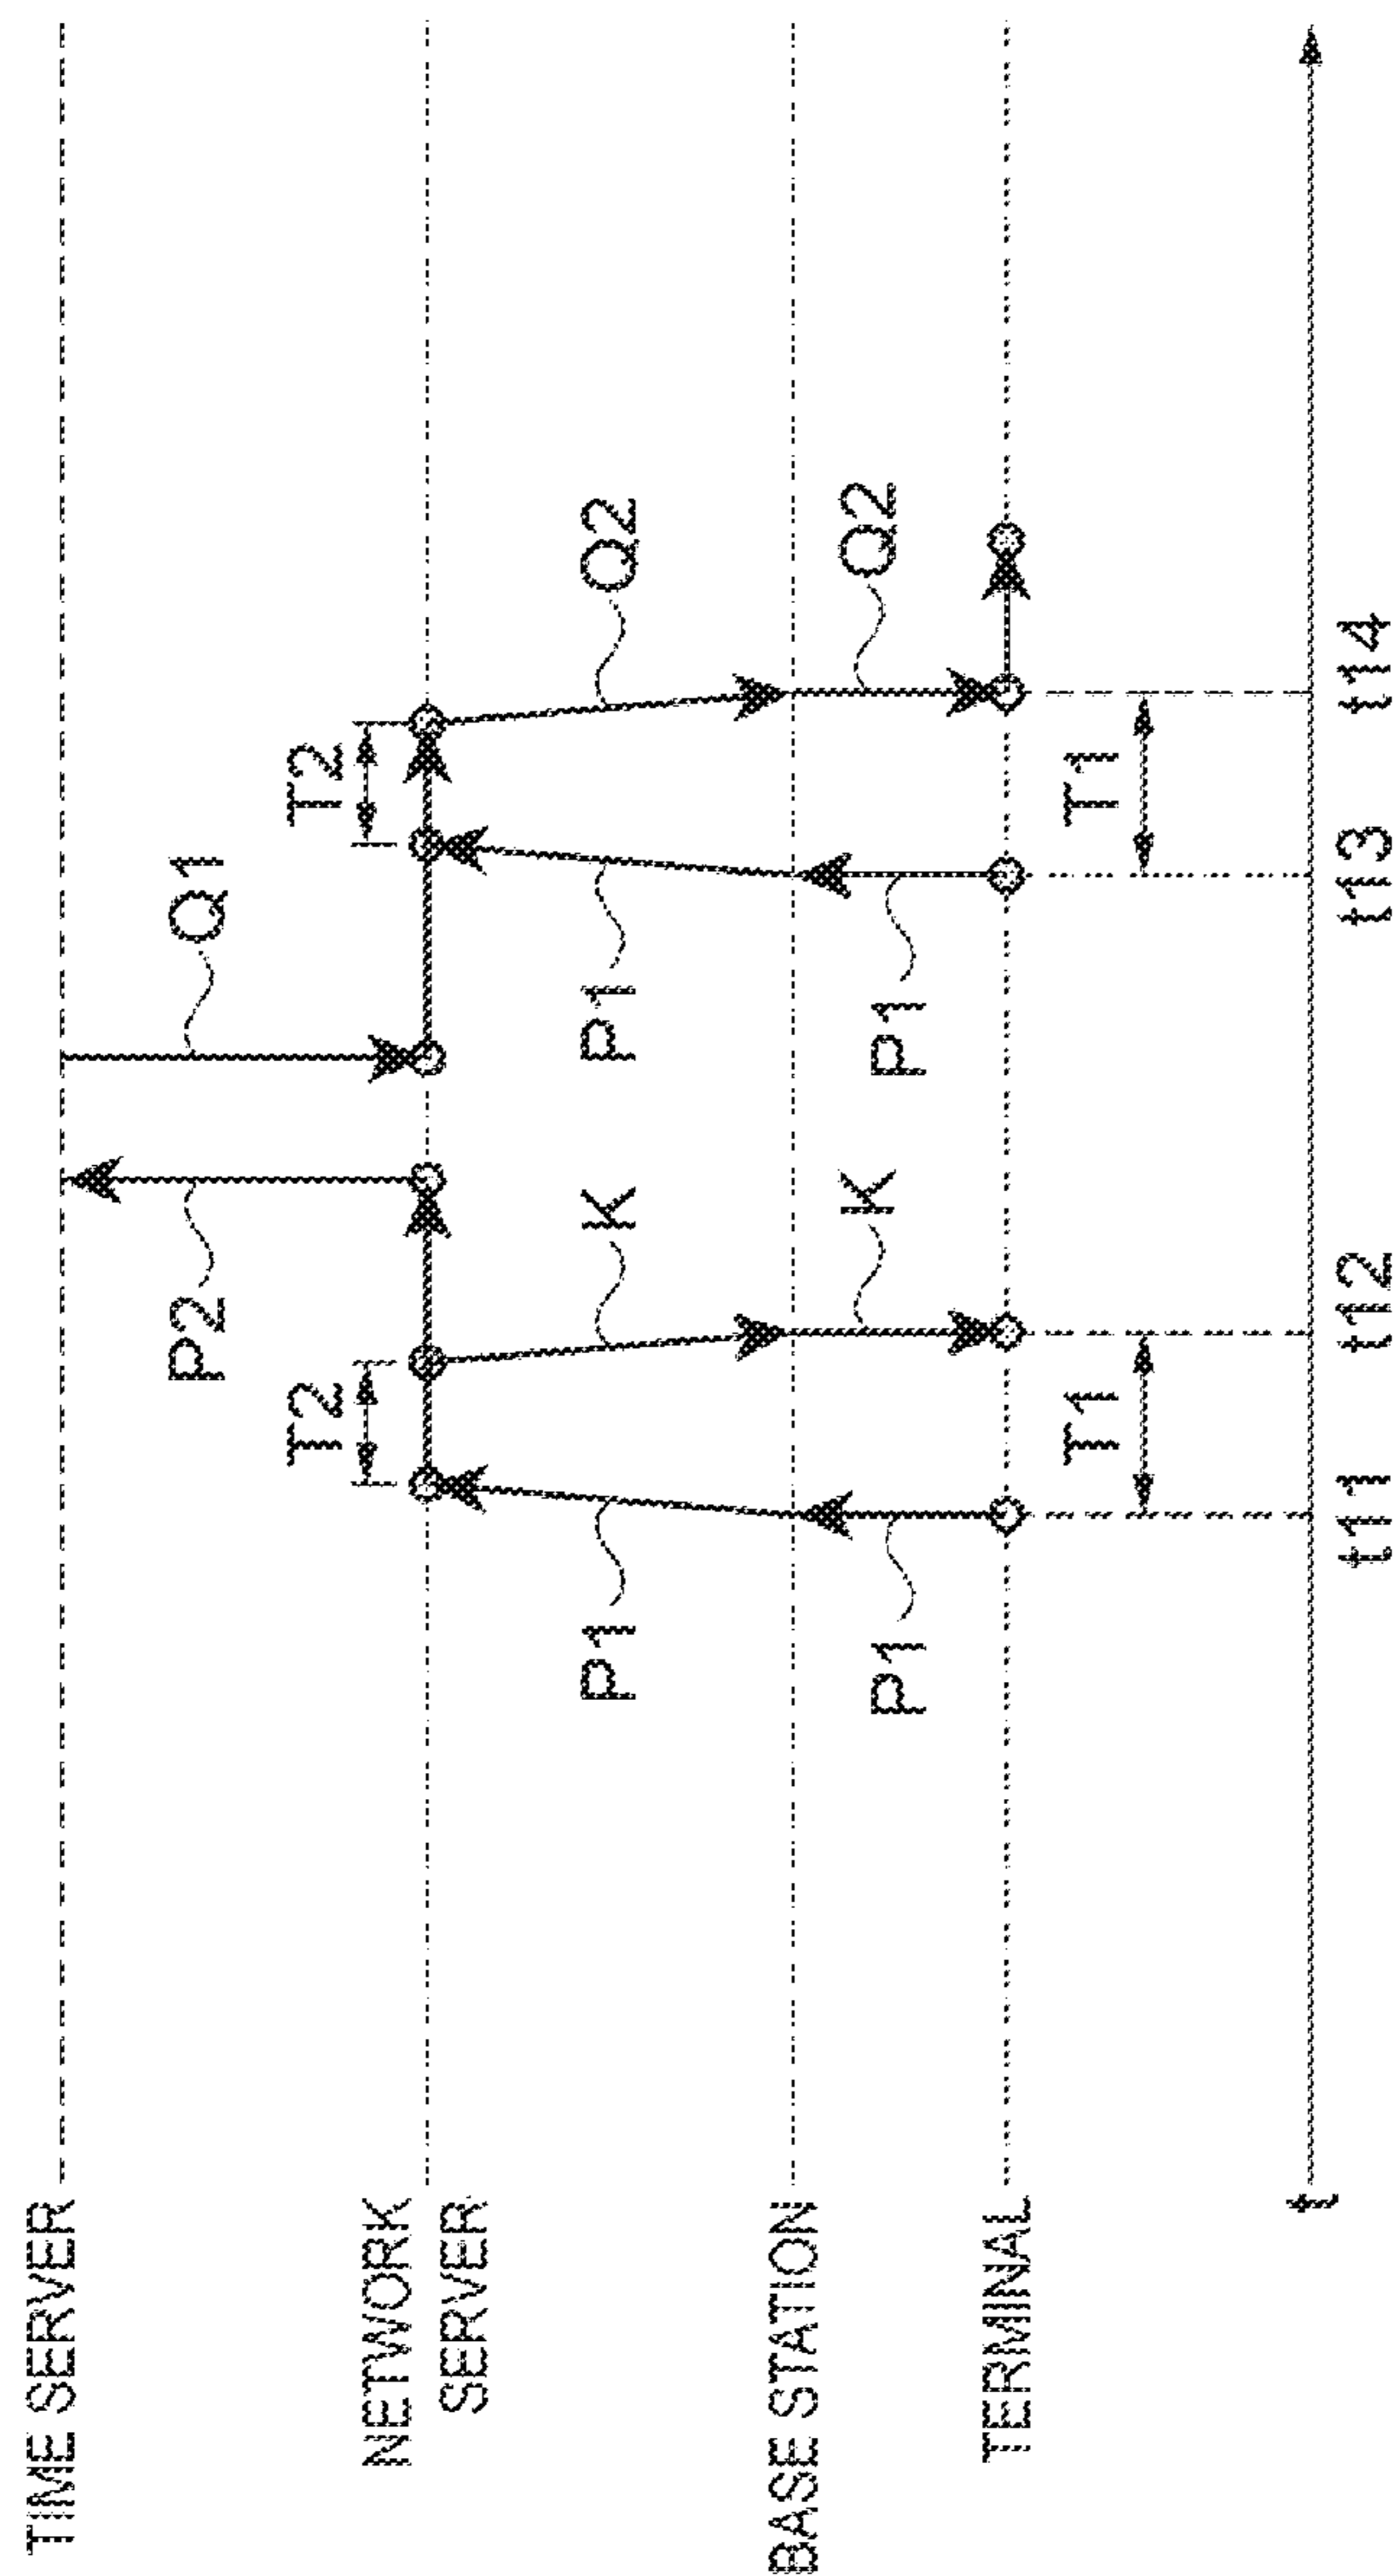 TIME SERVER
NETWORK
SERVER
BASE STATION
TERMINAL
t
P2
Q1
T2
T2
P1
K
P1
Q2
P1
K
P1
Q2
T1
T1
t11
t12
t13
t14